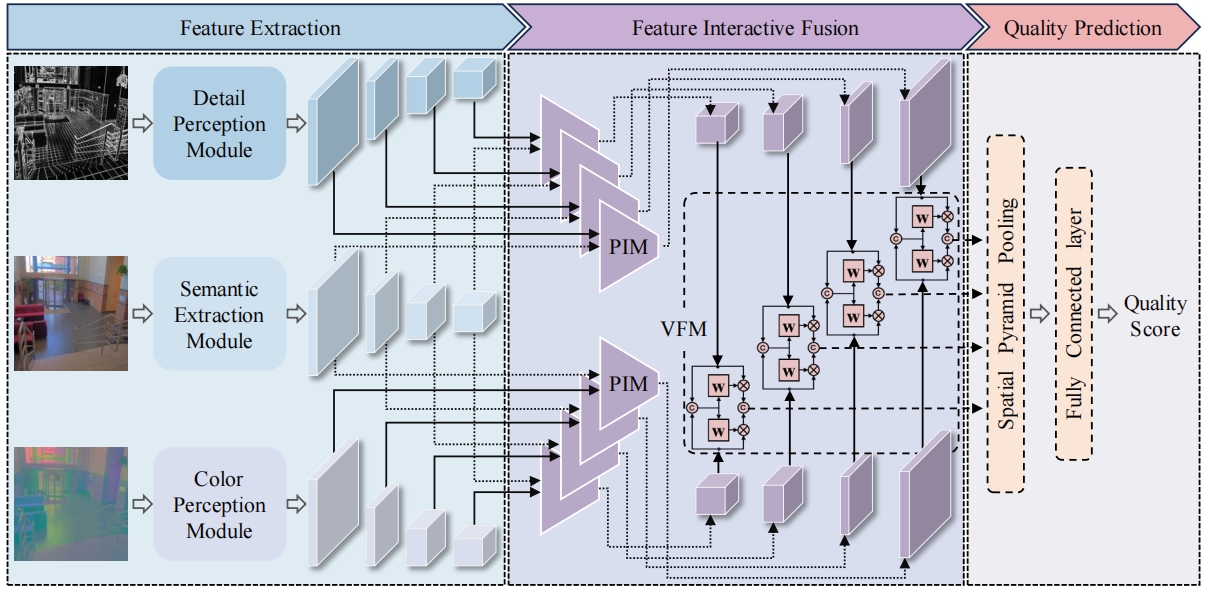 Feature Extraction
Feature Interactive Fusion
Quality Prediction
Detail
Perception
Module
Semantic
Extraction
Module
Color
Perception
Module
PIM
PIM
VFM
C
W
W
C
C
W
W
C
C
W
W
C
C
W
W
C
Spatial Pyramid Pooling
Fully Connected layer
Quality
Score